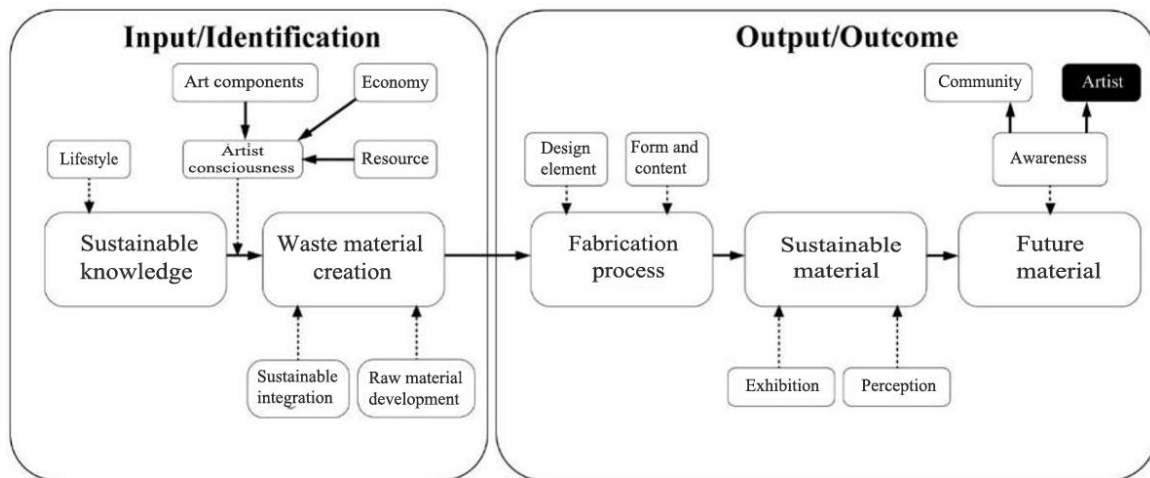 Input/Identification
Art components
Economy
Lifestyle
Artist
consciousness
Resource
Sustainable
knowledge
Waste material
creation
Sustainable
integration
Raw material
development
Output/Outcome
Community
Artist
Design
element
Form and
content
Awareness
Fabrication
process
Sustainable
material
Future
material
Exhibition
Perception